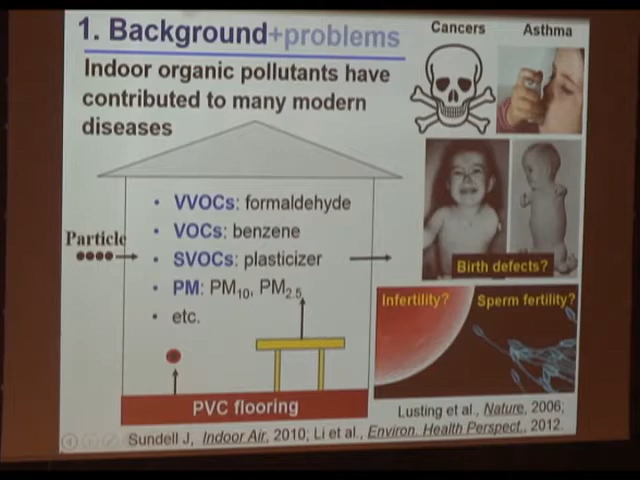 1. Background+problems
Cancers
Asthma
Indoor organic pollutants have
contributed to many modern
diseases
• VVOCs: formaldehyde
• VOCs: benzene
Particle
• SVOCs: plasticizer
• PM: PM10, PM2.5
• etc.
PVC flooring
Birth defects?
Infertility?
Sperm fertility?
Lusting et al., Nature, 2006;
Sundell J, Indoor Air, 2010; Li et al., Environ. Health Perspect., 2012.